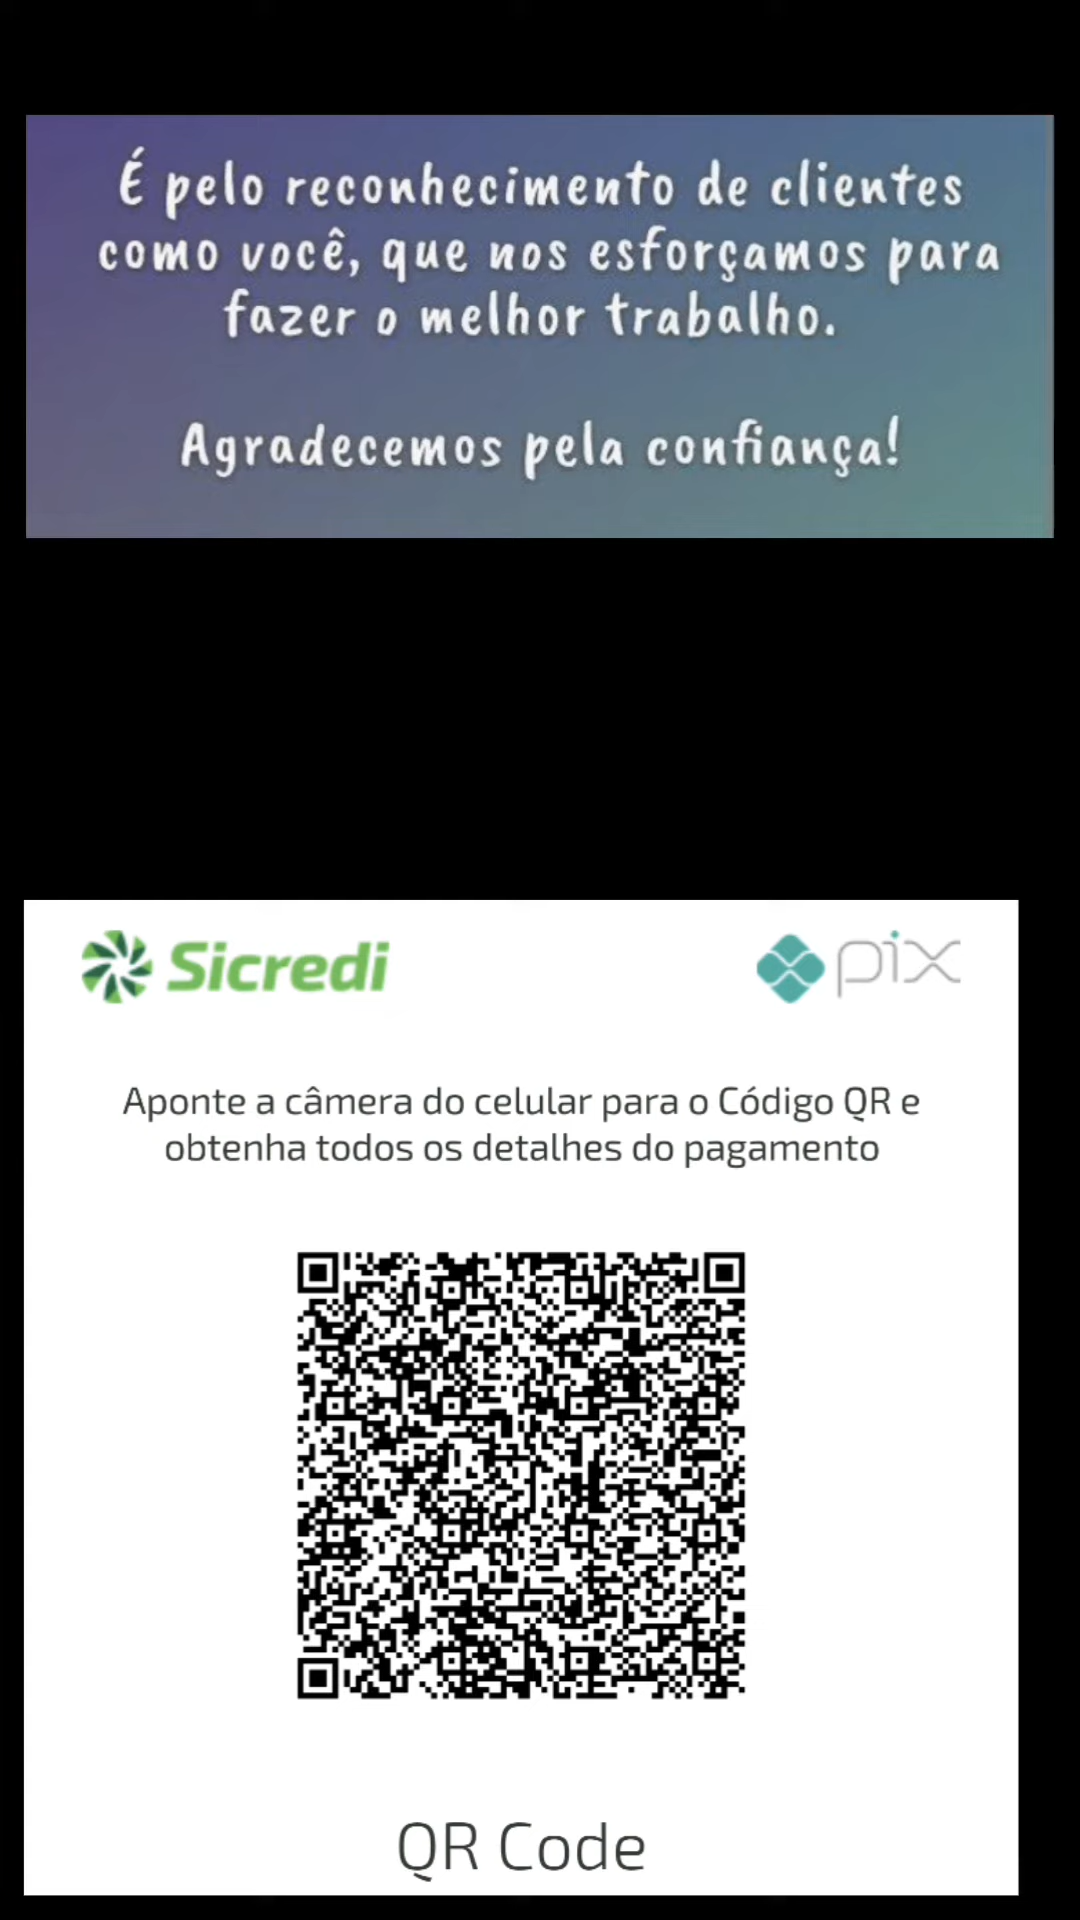 É pelo reconhecimento de clientes
como você, que nos esforçamos para
fazer o melhor trabalho.
Agradecemos pela confiança!
Sicredi
pix
Aponte a câmera do celular para o Código QR e
obtenha todos os detalhes do pagamento
QR Code